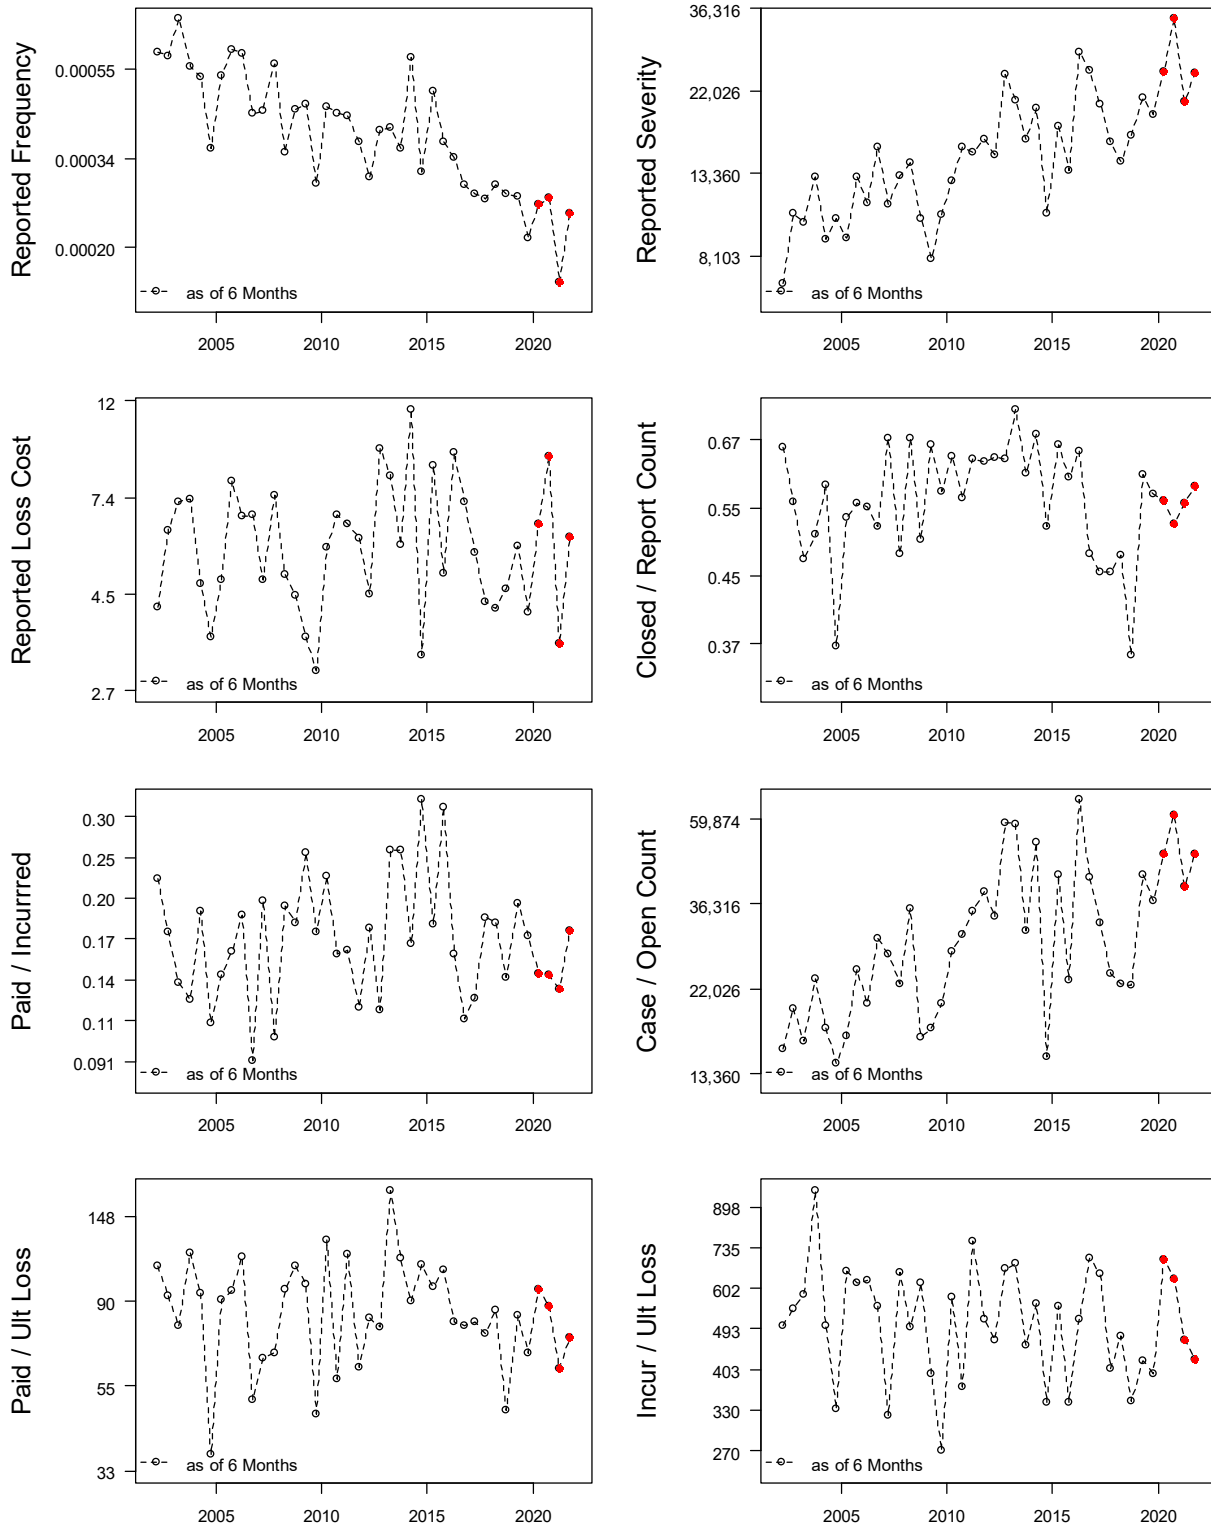 Reported Frequency
0.00055
0.00034
0.00020
as of 6 Months
2005 2010 2015 2020
Reported Severity
36,316
22,026
13,360
8,103
as of 6 Months
2005 2010 2015 2020
Reported Loss Cost
12
7.4
4.5
2.7
as of 6 Months
2005 2010 2015 2020
Closed / Report Count
0.67
0.55
0.45
0.37
as of 6 Months
2005 2010 2015 2020
Paid / Incurrred
0.30
0.25
0.20
0.17
0.14
0.11
0.091
as of 6 Months
2005 2010 2015 2020
Case / Open Count
59,874
36,316
22,026
13,360
as of 6 Months
2005 2010 2015 2020
Paid / Ult Loss
148
90
55
33
as of 6 Months
2005 2010 2015 2020
Incur / Ult Loss
898
735
602
493
403
330
270
as of 6 Months
2005 2010 2015 2020